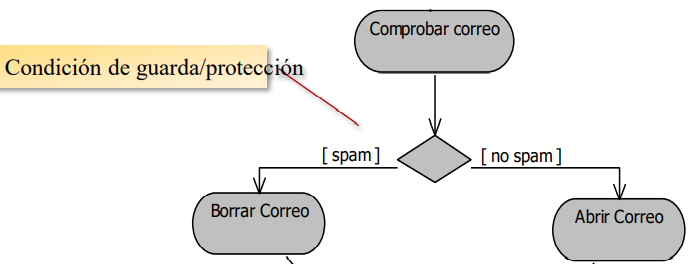 Comprobar correo
Condición de guarda/protección
[ spam ]
[ no spam ]
Borrar Correo
Abrir Correo